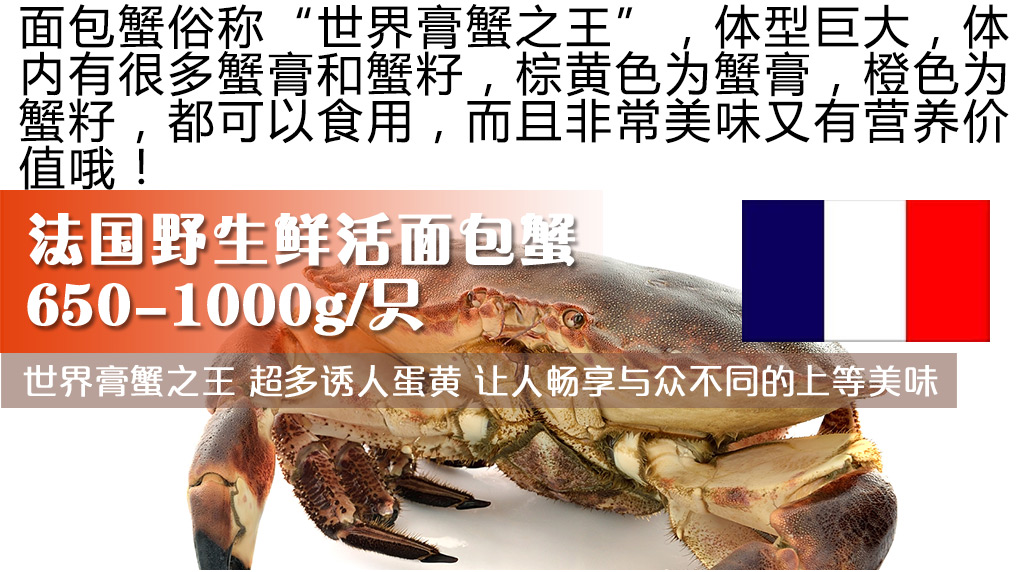 面包蟹俗称“世界膏蟹之王”，体型巨大，体
内有很多蟹膏和蟹籽，棕黄色为蟹膏，橙色为
蟹籽，都可以食用，而且非常美味又有营养价
值哦！
法国野生鲜活面包蟹
650-1000g/只
世界膏蟹之王 超多诱人蛋黄 让人畅享与众不同的上等美味